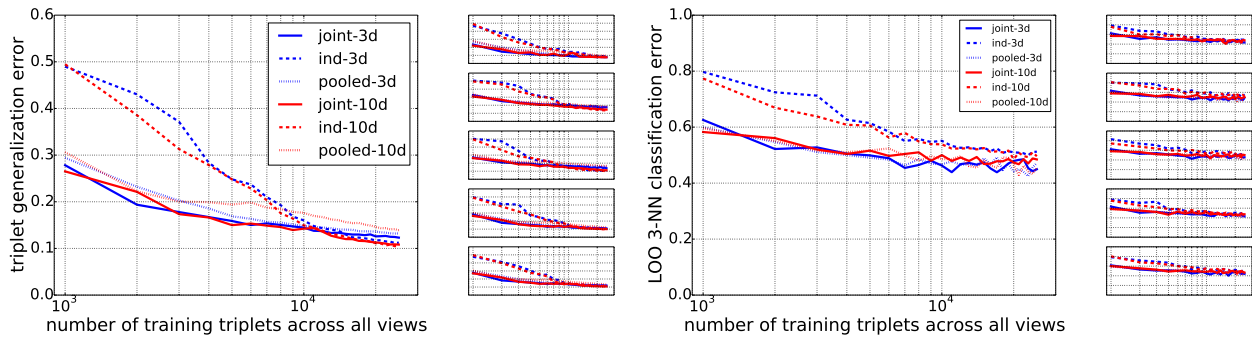 triplet generalization error
0.6
0.5
0.4
0.3
0.2
0.1
0.0
joint-3d
ind-3d
pooled-3d
joint-10d
ind-10d
pooled-10d
10³ 10⁴
number of training triplets across all views
LOO 3-NN classification error
1.0
0.8
0.6
0.4
0.2
0.0
joint-3d
ind-3d
pooled-3d
joint-10d
ind-10d
pooled-10d
10³ 10⁴
number of training triplets across all views